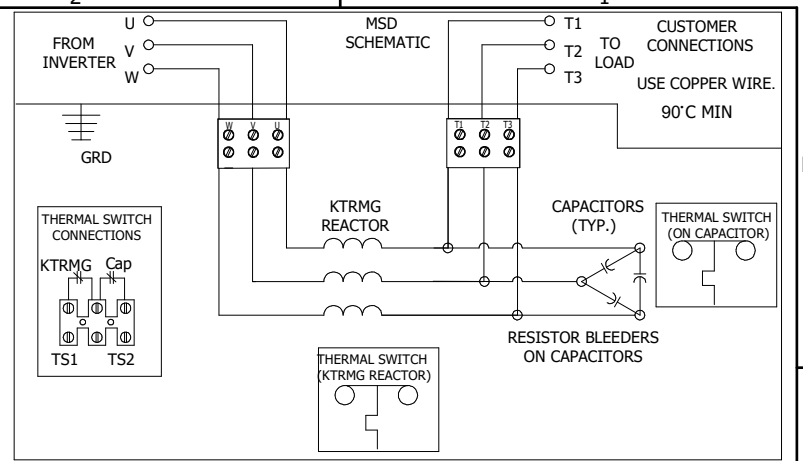 2
1
U
V
W
FROM
INVERTER
MSD
SCHEMATIC
T1
T2
T3
TO
LOAD
CUSTOMER
CONNECTIONS
USE COPPER WIRE.
90°C MIN
GRD
W V U
T1 T2 T3
THERMAL SWITCH
CONNECTIONS
KTRMG Cap
TS1 TS2
KTRMG
REACTOR
CAPACITORS
(TYP.)
THERMAL SWITCH
(ON CAPACITOR)
RESISTOR BLEEDERS
ON CAPACITORS
THERMAL SWITCH
(KTRMG REACTOR)